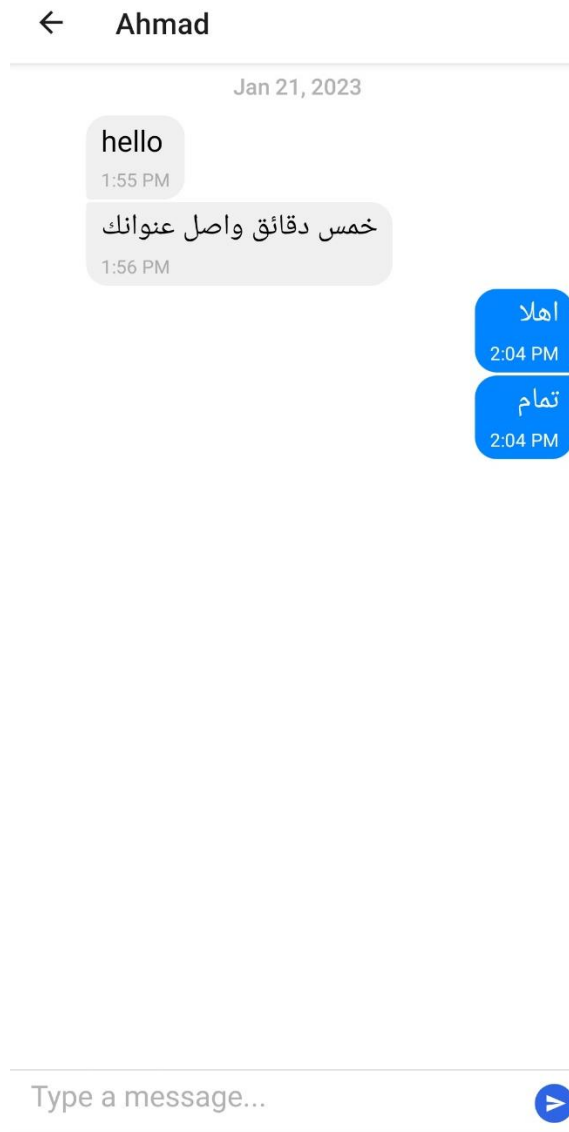 Ahmad
Jan 21, 2023
hello
1:55 PM
خمس دقائق واصل عنوانك
1:56 PM
اهلا
2:04 PM
تمام
2:04 PM
Type a message...